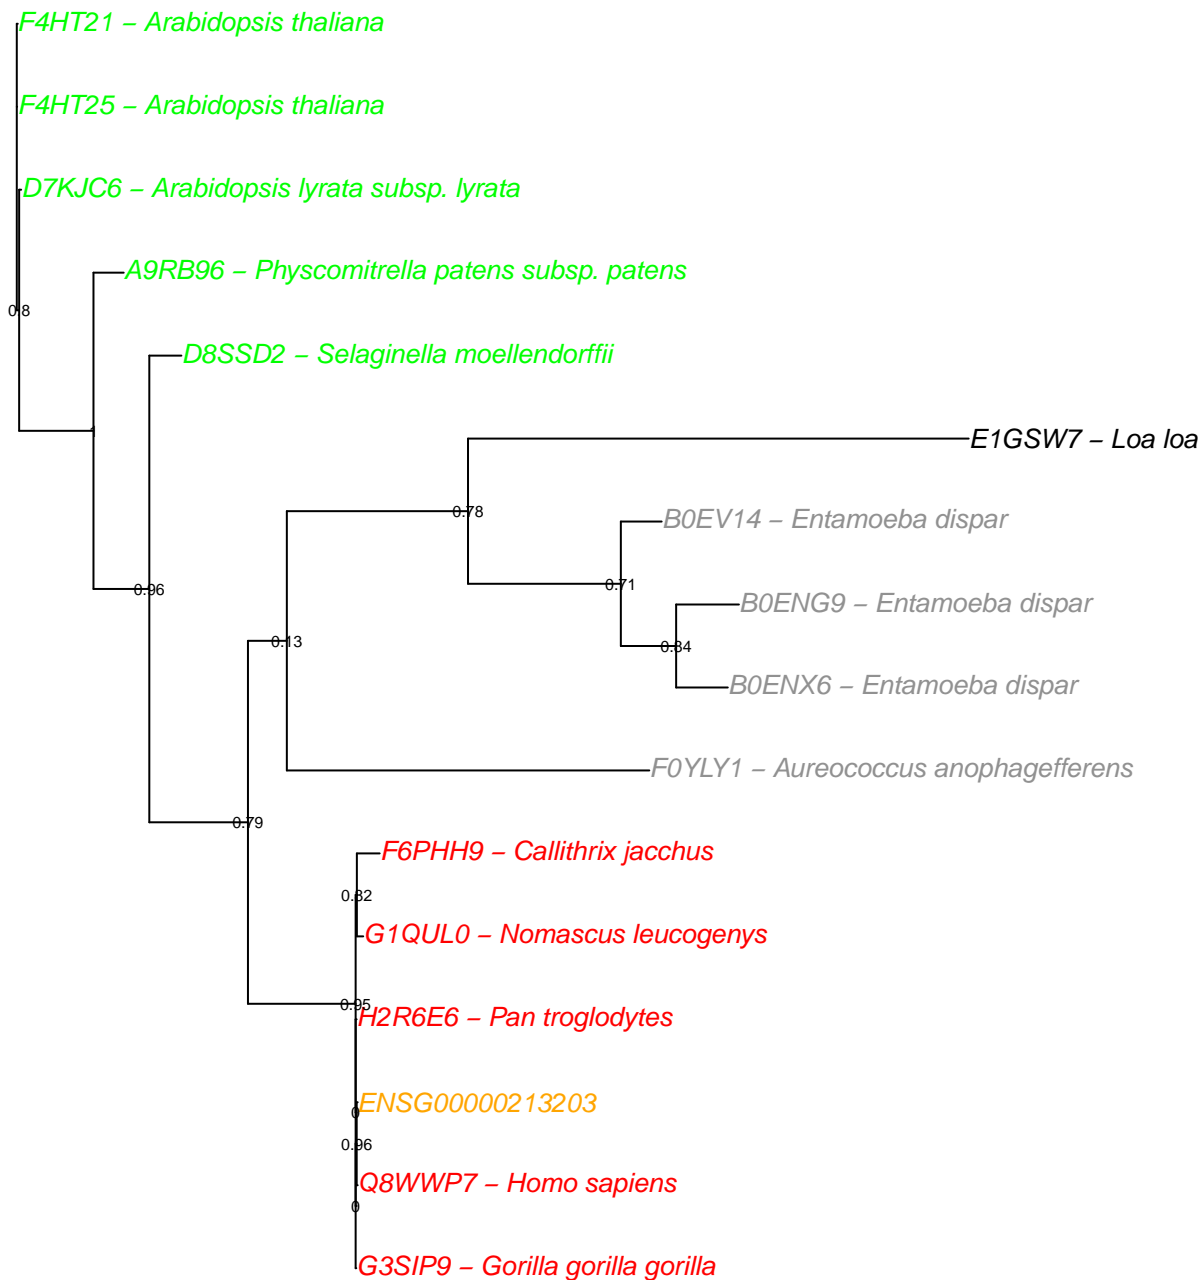 F4HT21 – Arabidopsis thaliana
F4HT25 – Arabidopsis thaliana
D7KJC6 – Arabidopsis lyrata subsp. lyrata
A9RB96 – Physcomitrella patens subsp. patens
0.8
D8SSD2 – Selaginella moellendorffii
1
E1GSW7 – Loa loa
0.78
B0EV14 – Entamoeba dispar
0.71
0.96
B0ENG9 – Entamoeba dispar
0.13
0.84
B0ENX6 – Entamoeba dispar
F0YLY1 – Aureococcus anophagefferens
0.79
F6PHH9 – Callithrix jacchus
0.82
G1QUL0 – Nomascus leucogenys
0.95
H2R6E6 – Pan troglodytes
ENSG00000213203
0
0.96
Q8WWP7 – Homo sapiens
0
G3SIP9 – Gorilla gorilla gorilla